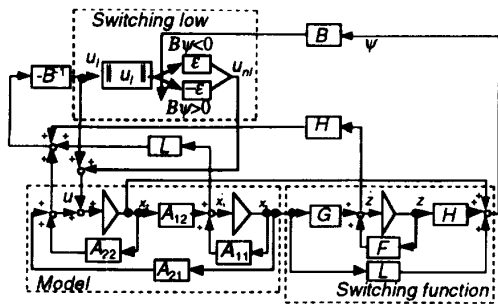 Switching low
Bψ<0
B
ψ
u_l
‖ u_l ‖
ε
u_nl
-B⁻¹
-ε
Bψ>0
L
H
u
x₂
A₁₂
x₁
G
z
z
H
A₂₂
A₁₁
F
A₂₁
L
Model
Switching function